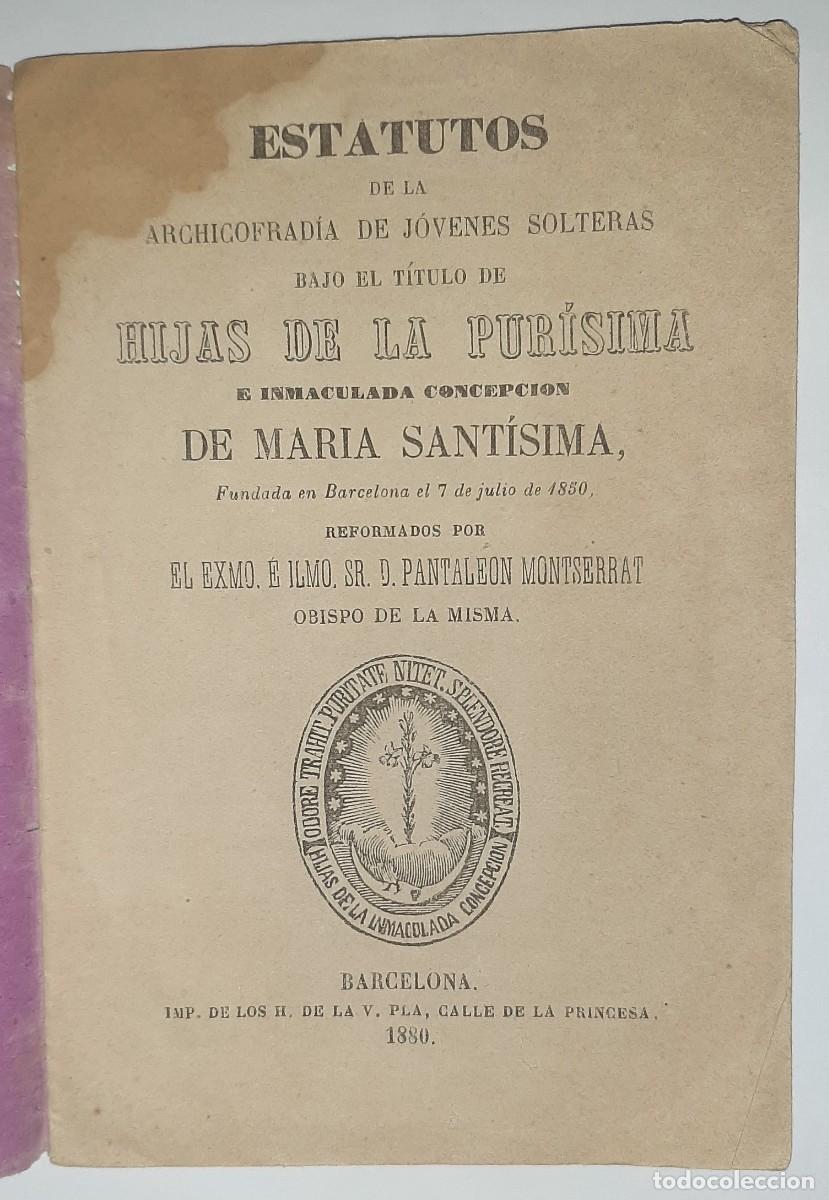 ESTATUTOS
DE LA
ARCHICOFRADÍA DE JÓVENES SOLTERAS
BAJO EL TÍTULO DE
HIJAS DE LA PURÍSIMA
E INMACULADA CONCEPCION
DE MARIA SANTÍSIMA,
Fundada en Barcelona el 7 de julio de 1850,
REFORMADOS POR
EL EXMO. É ILMO. SR. D. PANTALEON MONTSERRAT
OBISPO DE LA MISMA.
ODORE TRAHIT. PURITATE NITET. SPLENDORE RECREAT.
HIJAS DE LA INMACOLADA CONCEPCION
BARCELONA.
IMP. DE LOS H. DE LA V. PLA, CALLE DE LA PRINCESA.
1880.
todocoleccion